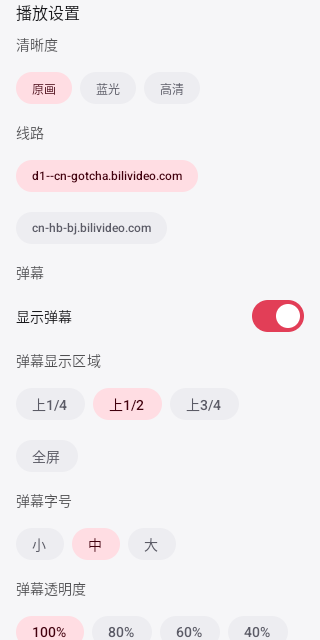 播放设置
清晰度
原画 蓝光 高清
线路
d1--cn-gotcha.bilivideo.com
cn-hb-bj.bilivideo.com
弹幕
显示弹幕
弹幕显示区域
上1/4 上1/2 上3/4
全屏
弹幕字号
小 中 大
弹幕透明度
100% 80% 60% 40%